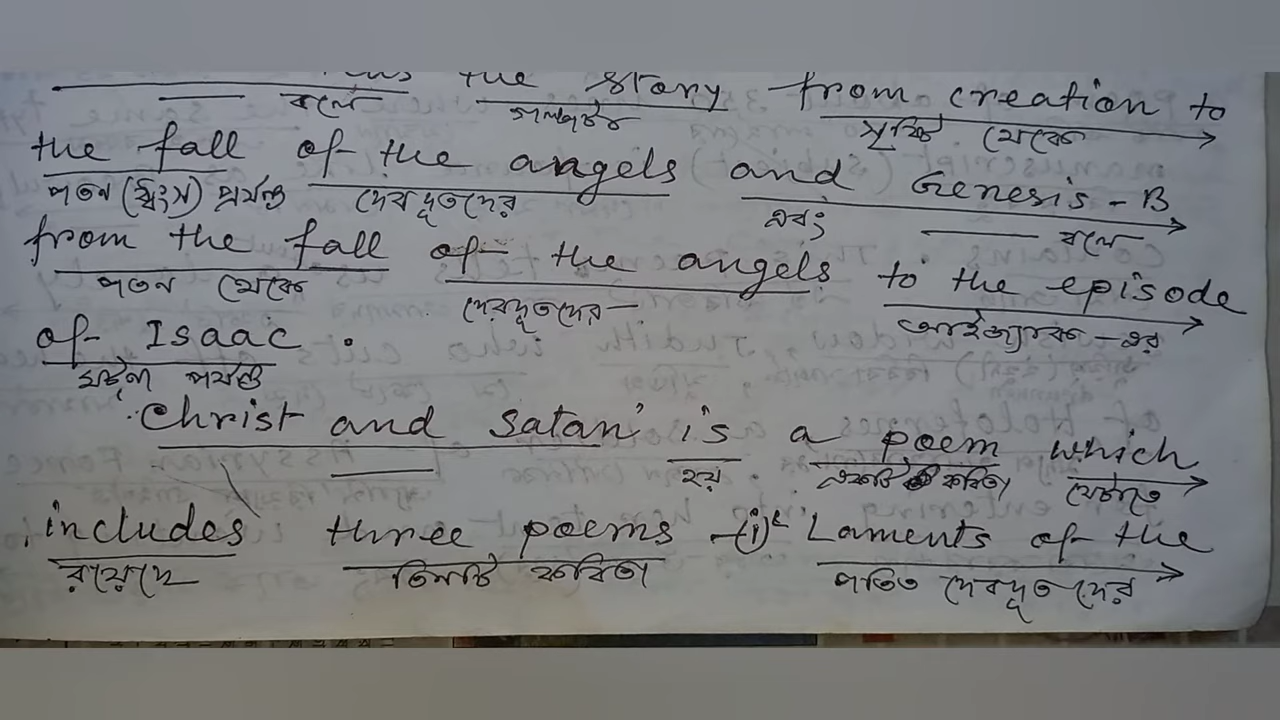 the story from creation to
বলে গল্পটি সৃষ্টি থেকে
the fall of the angels and Genesis - B
পতন (ধ্বংস) পর্যন্ত দেবদূতদের এবং বলে
from the fall of the angels to the episode
পতন থেকে দেবদূতদের আইজ্যাক-এর
of Isaac.
ঘটনা পর্যন্ত
'Christ and Satan' is a poem which
হয় একটি কবিতা যেটাতে
includes three poems - (i) 'Laments of the
রয়েছে তিনটি কবিতা পতিত দেবদূতদের